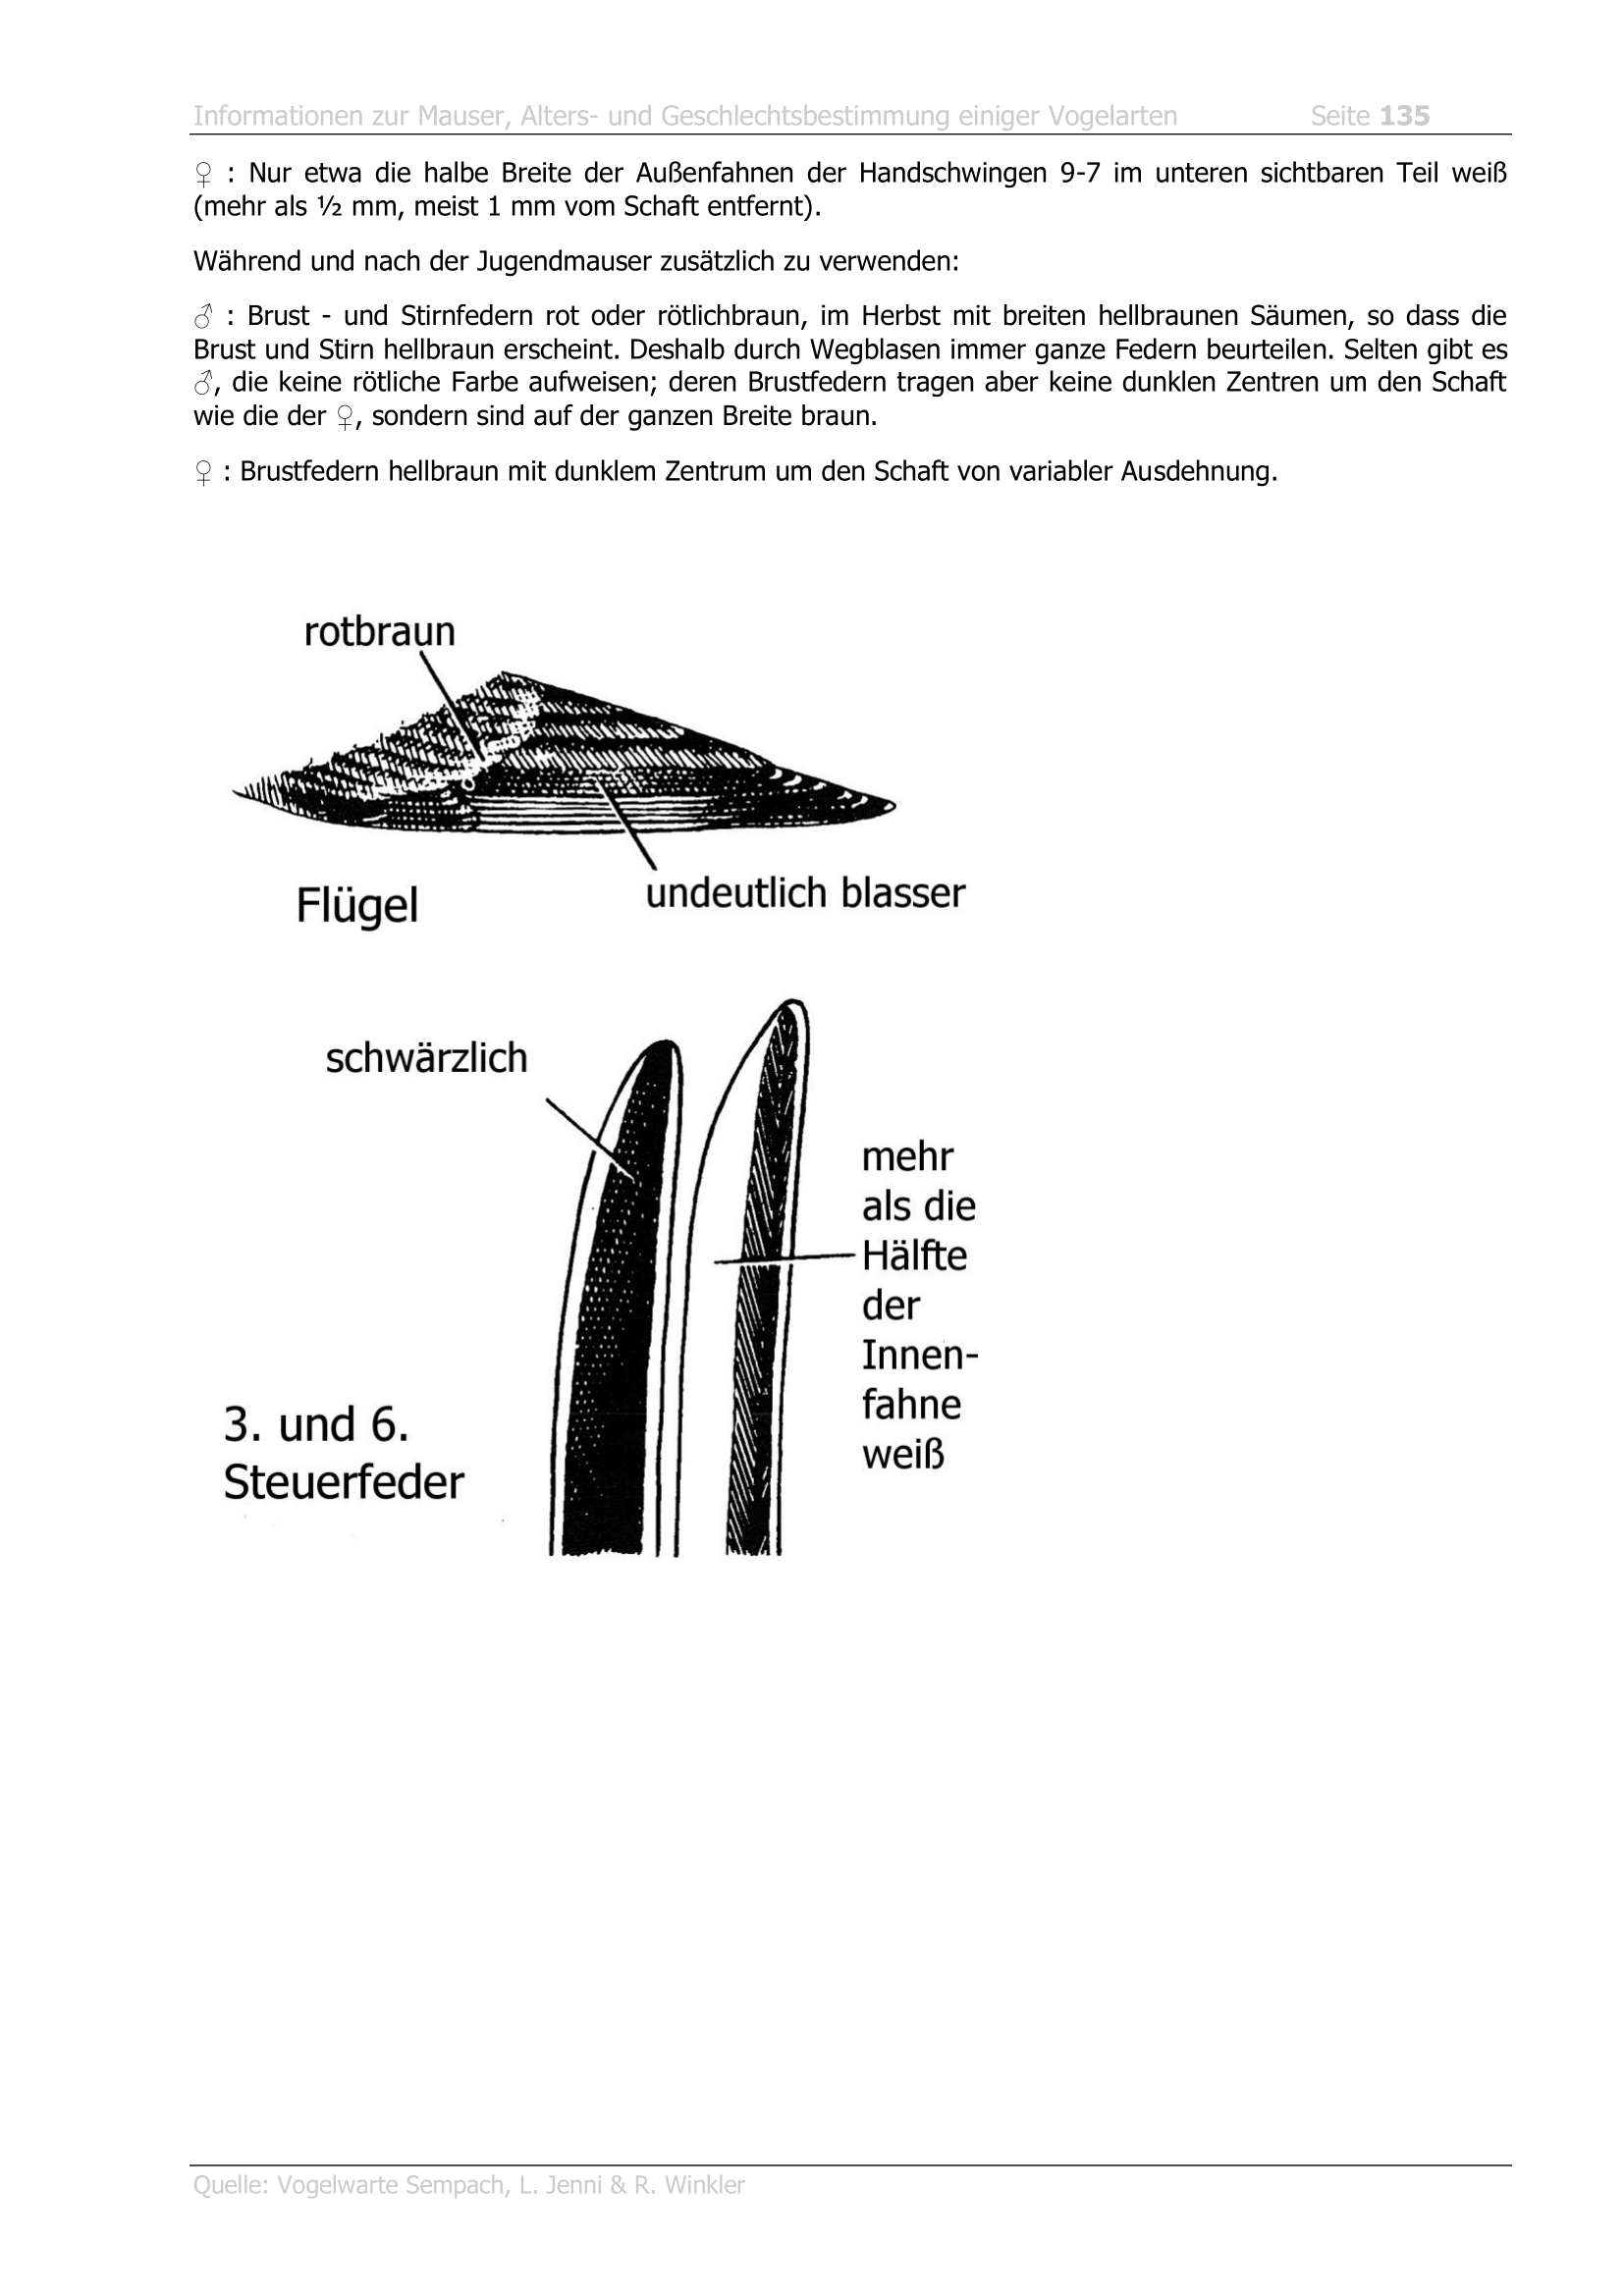 Informationen zur Mauser, Alters- und Geschlechtsbestimmung einiger Vogelarten Seite 135
♀ : Nur etwa die halbe Breite der Außenfahnen der Handschwingen 9-7 im unteren sichtbaren Teil weiß
(mehr als ½ mm, meist 1 mm vom Schaft entfernt).
Während und nach der Jugendmauser zusätzlich zu verwenden:
♂ : Brust - und Stirnfedern rot oder rötlichbraun, im Herbst mit breiten hellbraunen Säumen, so dass die
Brust und Stirn hellbraun erscheint. Deshalb durch Wegblasen immer ganze Federn beurteilen. Selten gibt es
♂, die keine rötliche Farbe aufweisen; deren Brustfedern tragen aber keine dunklen Zentren um den Schaft
wie die der ♀, sondern sind auf der ganzen Breite braun.
♀ : Brustfedern hellbraun mit dunklem Zentrum um den Schaft von variabler Ausdehnung.
rotbraun
undeutlich blasser
Flügel
schwärzlich
mehr
als die
Hälfte
der
Innen-
fahne
weiß
3. und 6.
Steuerfeder
Quelle: Vogelwarte Sempach, L. Jenni & R. Winkler